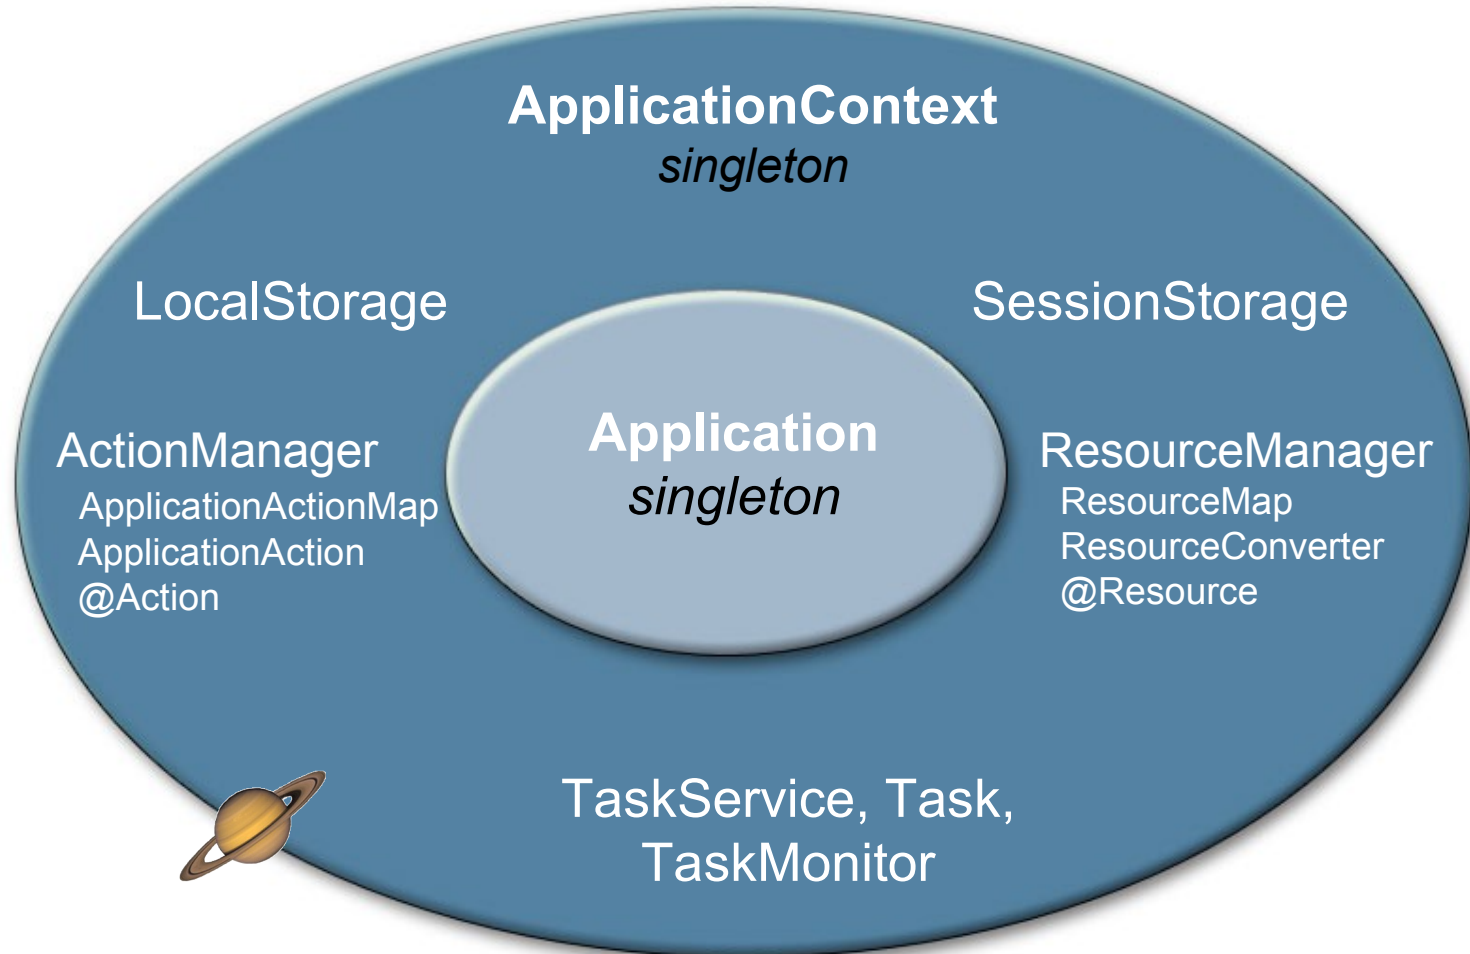 ApplicationContext
singleton
LocalStorage
SessionStorage
ActionManager
ApplicationActionMap
ApplicationAction
@Action
Application
singleton
ResourceManager
ResourceMap
ResourceConverter
@Resource
TaskService, Task,
TaskMonitor